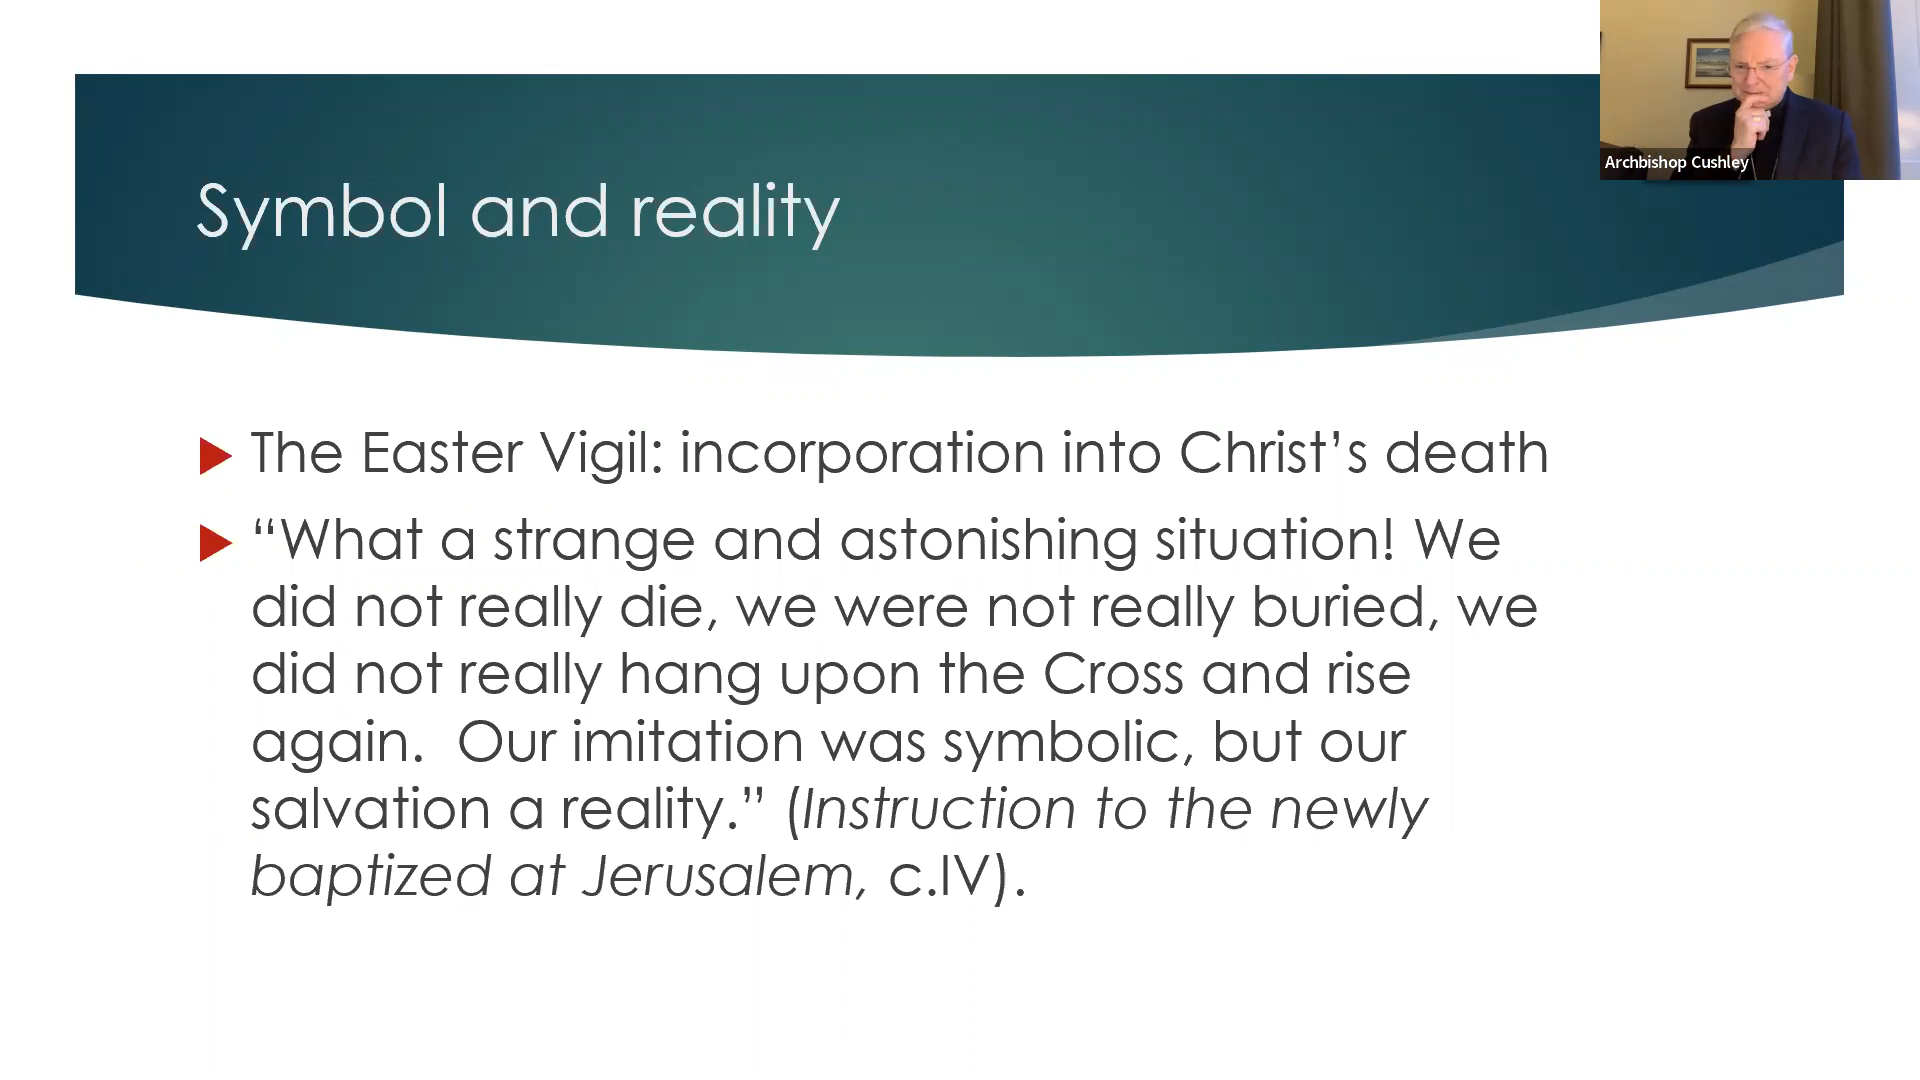 Archbishop Cushley
Symbol and reality
The Easter Vigil: incorporation into Christ’s death
“What a strange and astonishing situation! We
did not really die, we were not really buried, we
did not really hang upon the Cross and rise
again.  Our imitation was symbolic, but our
salvation a reality.” (Instruction to the newly
baptized at Jerusalem, c.IV).